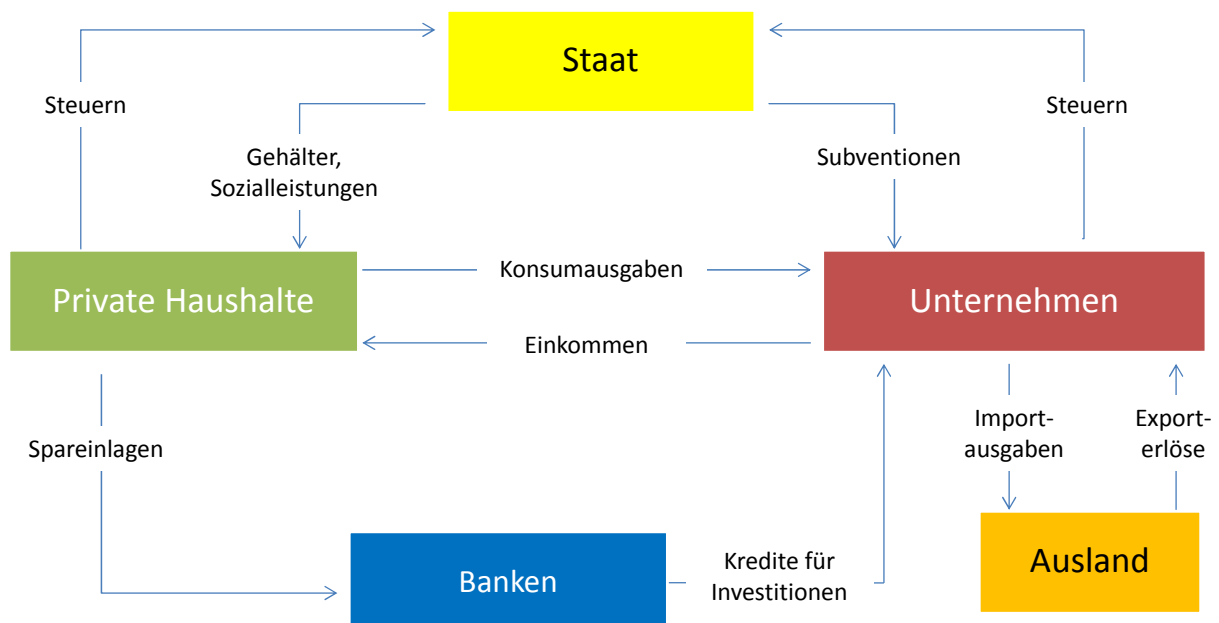 Staat
Steuern
Steuern
Gehälter,
Sozialleistungen
Subventionen
Private Haushalte
Konsumausgaben
Unternehmen
Einkommen
Spareinlagen
Import-
ausgaben
Export-
erlöse
Banken
Kredite für
Investitionen
Ausland